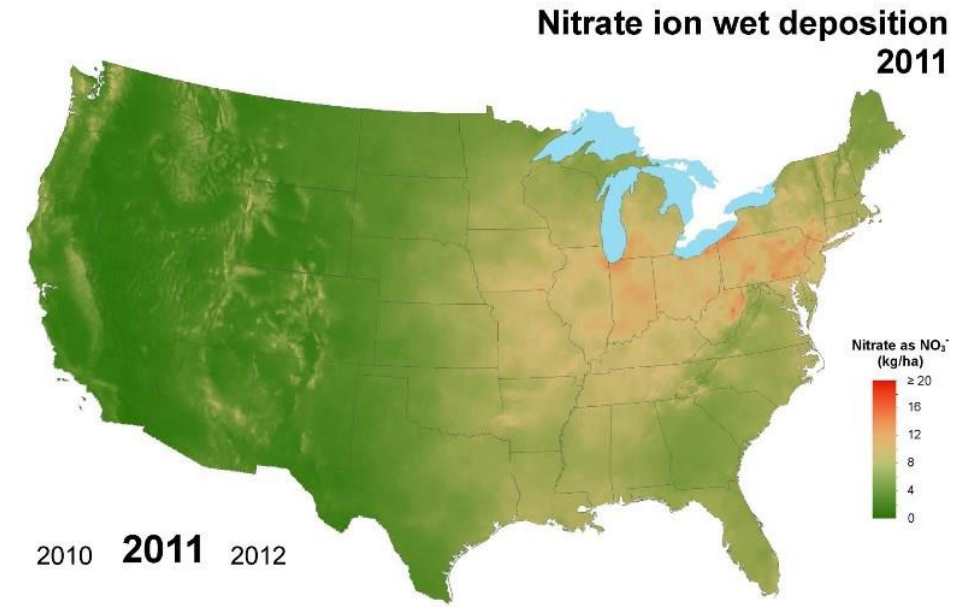 Nitrate ion wet deposition
2011
Nitrate as NO₃⁻
(kg/ha)
≥ 20
16
12
8
4
0
2010 2011 2012